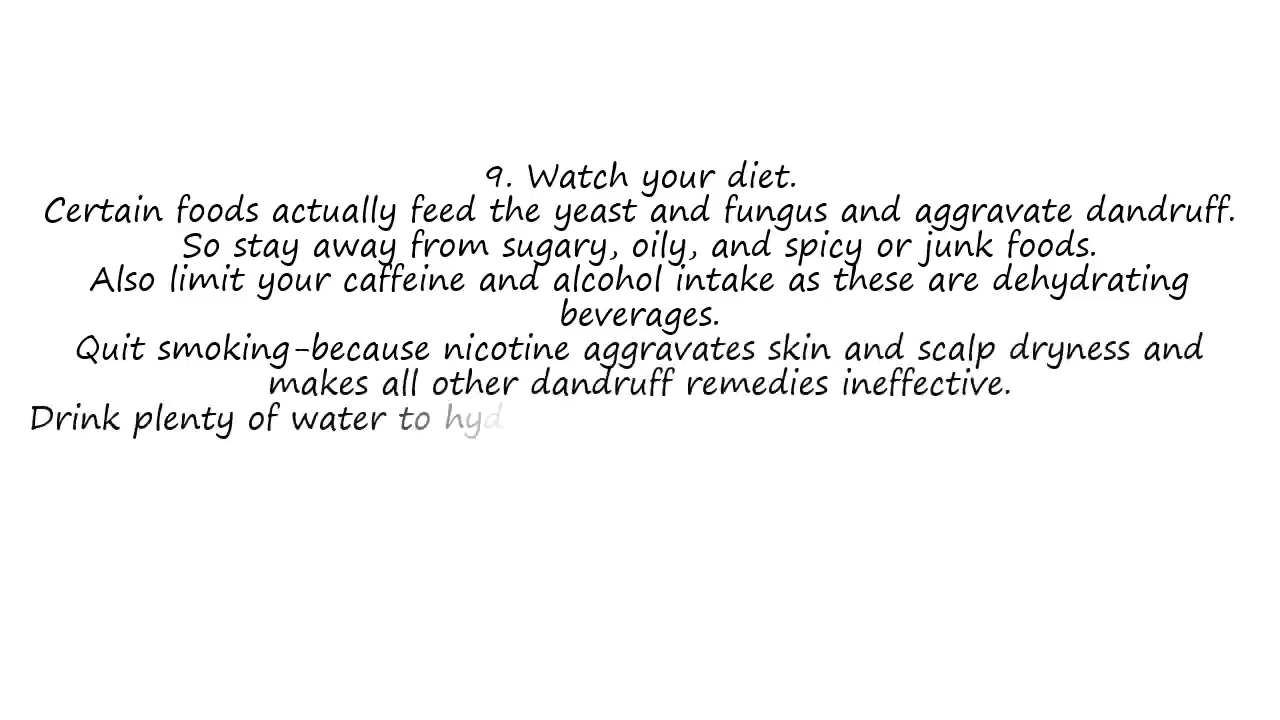 9. Watch your diet.
Certain foods actually feed the yeast and fungus and aggravate dandruff.
So stay away from sugary, oily, and spicy or junk foods.
Also limit your caffeine and alcohol intake as these are dehydrating
beverages.
Quit smoking-because nicotine aggravates skin and scalp dryness and
makes all other dandruff remedies ineffective.
Drink plenty of water to hyd